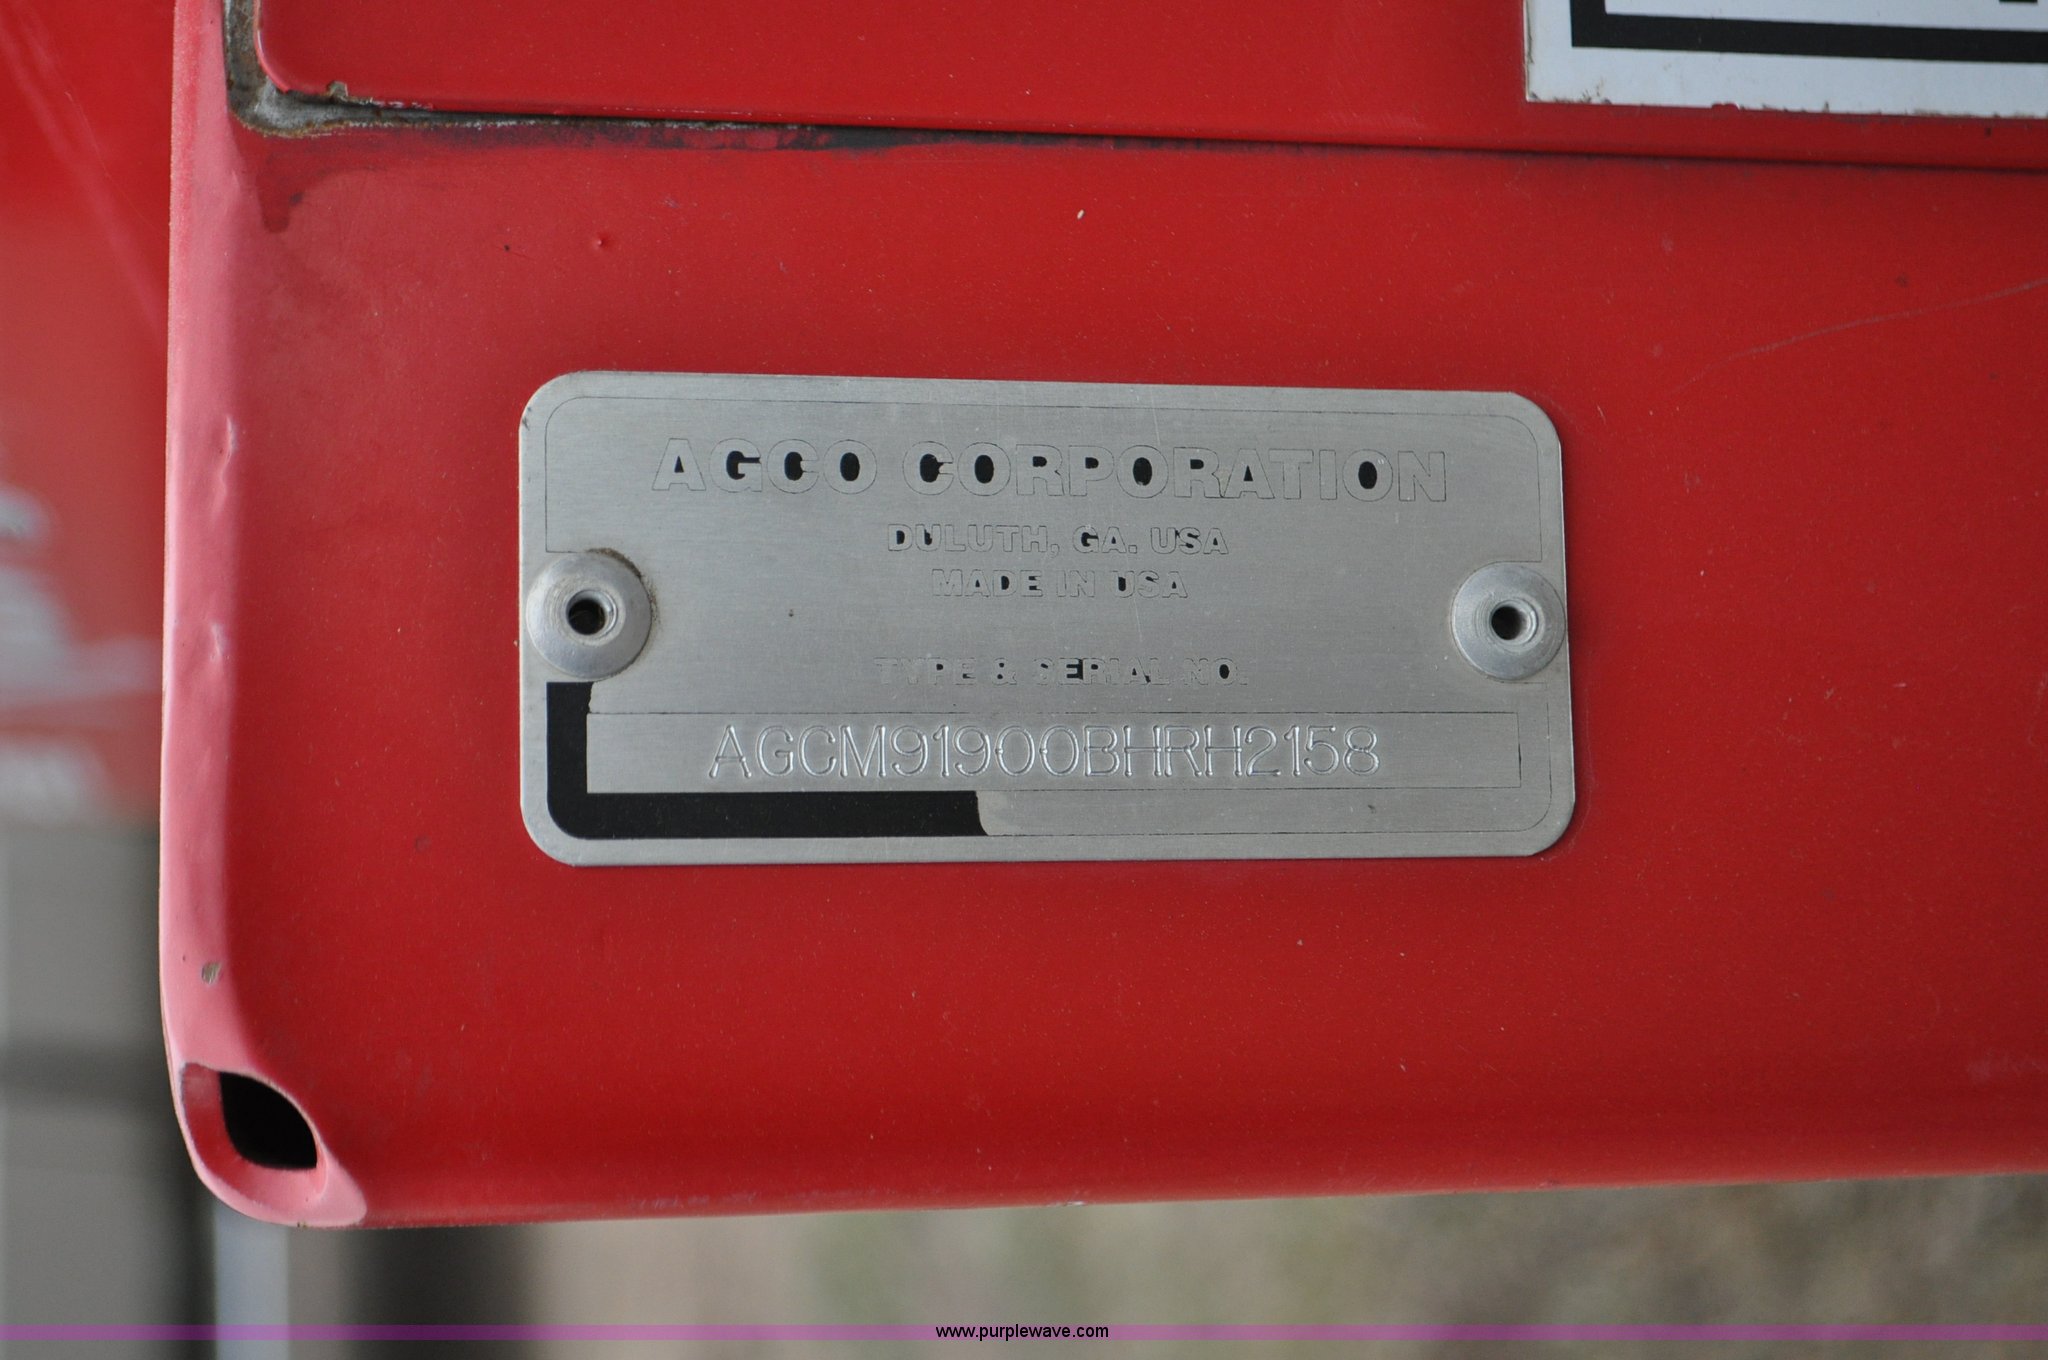 AGCO CORPORATION
DULUTH, GA. USA
MADE IN USA
TYPE & SERIAL NO.
AGCM91900BHRH2158
www.purplewave.com